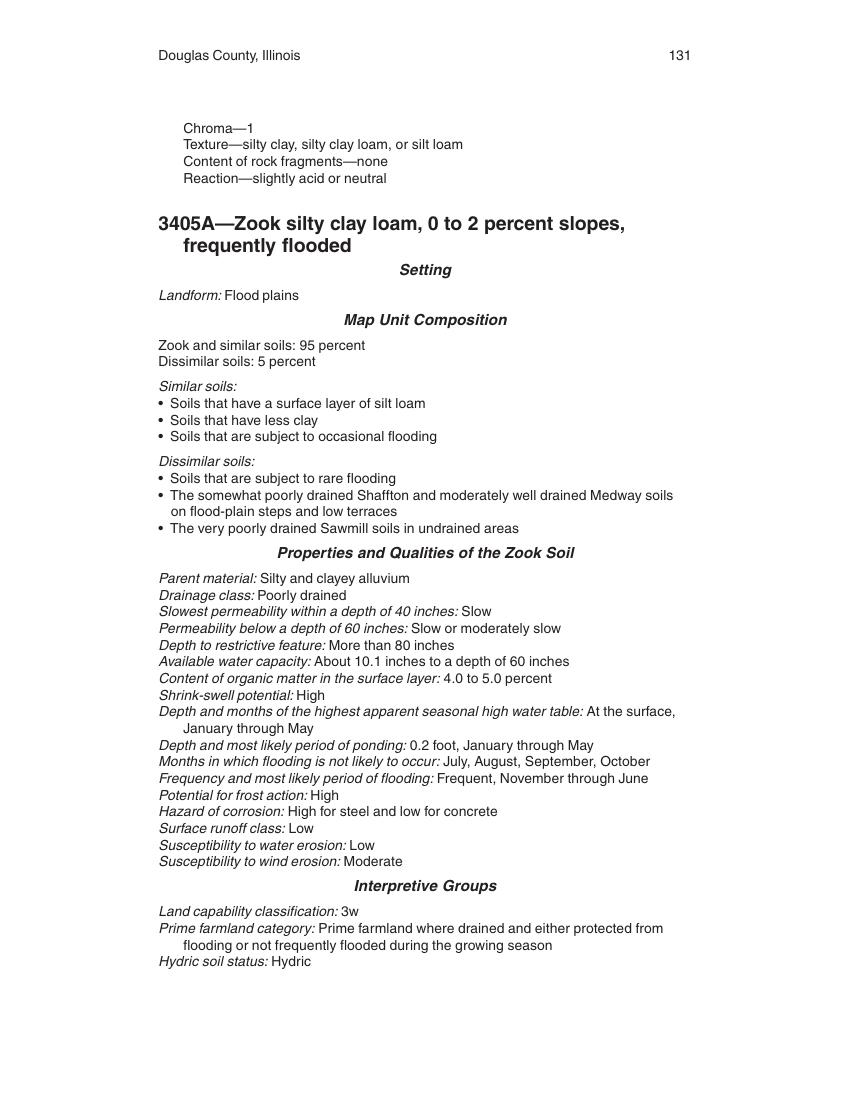 Douglas County, Illinois 131
Chroma—1
Texture—silty clay, silty clay loam, or silt loam
Content of rock fragments—none
Reaction—slightly acid or neutral
3405A—Zook silty clay loam, 0 to 2 percent slopes,
frequently flooded
Setting
Landform: Flood plains
Map Unit Composition
Zook and similar soils: 95 percent
Dissimilar soils: 5 percent
Similar soils:
• Soils that have a surface layer of silt loam
• Soils that have less clay
• Soils that are subject to occasional flooding
Dissimilar soils:
• Soils that are subject to rare flooding
• The somewhat poorly drained Shaffton and moderately well drained Medway soils
on flood-plain steps and low terraces
• The very poorly drained Sawmill soils in undrained areas
Properties and Qualities of the Zook Soil
Parent material: Silty and clayey alluvium
Drainage class: Poorly drained
Slowest permeability within a depth of 40 inches: Slow
Permeability below a depth of 60 inches: Slow or moderately slow
Depth to restrictive feature: More than 80 inches
Available water capacity: About 10.1 inches to a depth of 60 inches
Content of organic matter in the surface layer: 4.0 to 5.0 percent
Shrink-swell potential: High
Depth and months of the highest apparent seasonal high water table: At the surface,
January through May
Depth and most likely period of ponding: 0.2 foot, January through May
Months in which flooding is not likely to occur: July, August, September, October
Frequency and most likely period of flooding: Frequent, November through June
Potential for frost action: High
Hazard of corrosion: High for steel and low for concrete
Surface runoff class: Low
Susceptibility to water erosion: Low
Susceptibility to wind erosion: Moderate
Interpretive Groups
Land capability classification: 3w
Prime farmland category: Prime farmland where drained and either protected from
flooding or not frequently flooded during the growing season
Hydric soil status: Hydric